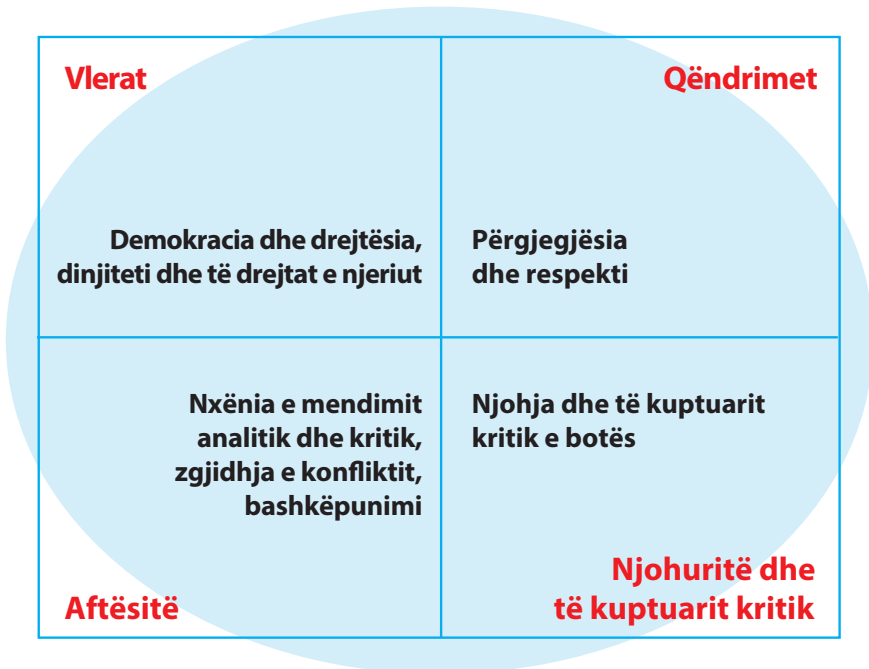 Vlerat
Demokracia dhe drejtësia,
dinjiteti dhe të drejtat e njeriut
Qëndrimet
Përgjegjësia
dhe respekti
Nxënia e mendimit
analitik dhe kritik,
zgjidhja e konfliktit,
bashkëpunimi
Aftësitë
Njohja dhe të kuptuarit
kritik e botës
Njohuritë dhe
të kuptuarit kritik